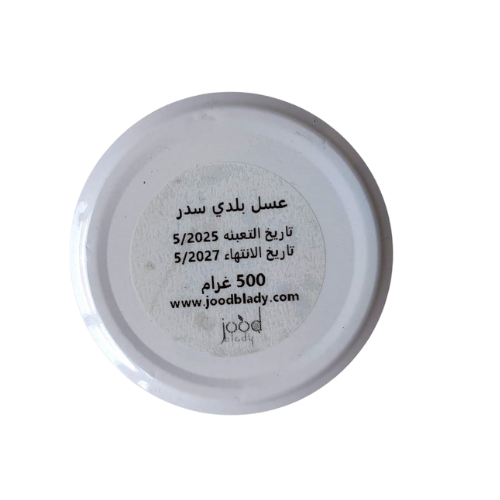 عسل بلدي سدر
تاريخ التعبئه 5/2025
تاريخ الانتهاء 5/2027
500 غرام
www.joodblady.com
jood
blady